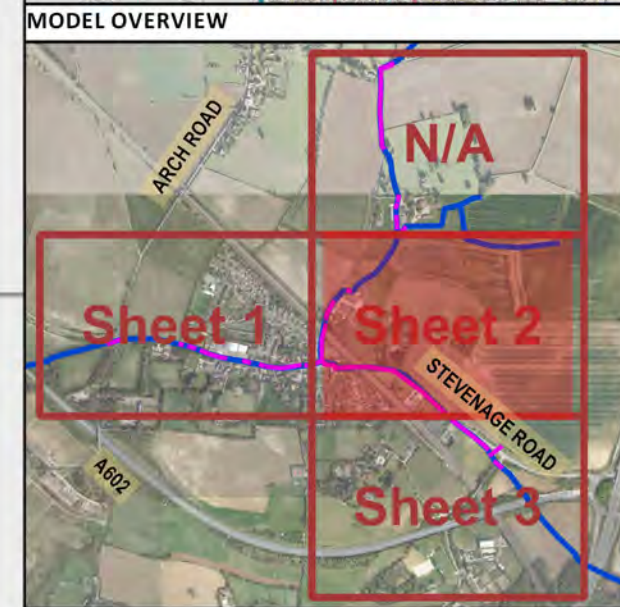 MODEL OVERVIEW
ARCH ROAD
N/A
Sheet 1
Sheet 2
STEVENAGE ROAD
A602
Sheet 3